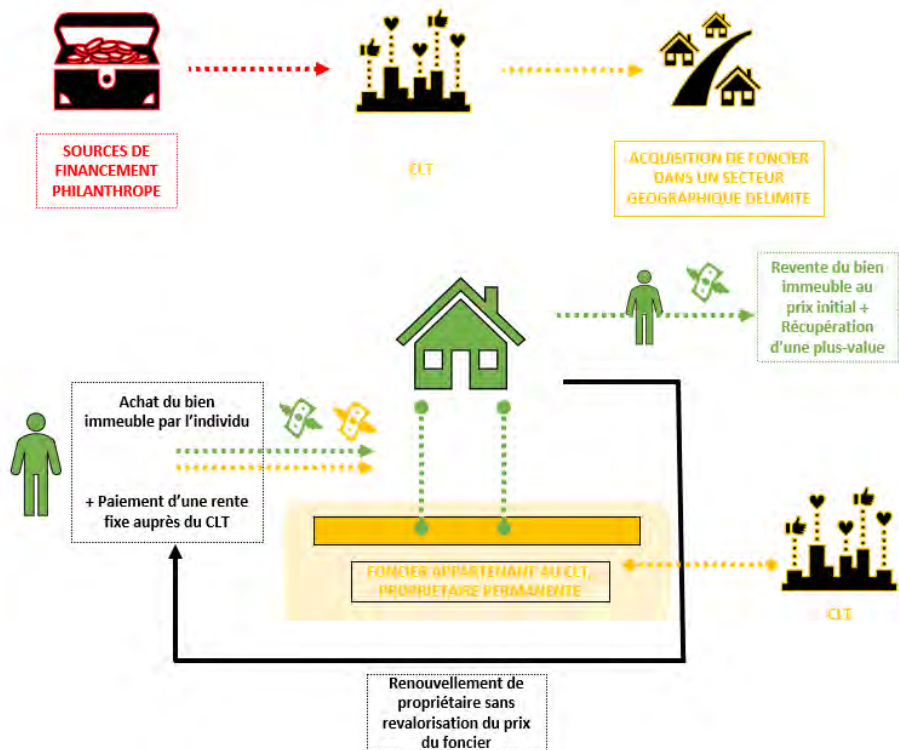 SOURCES DE
FINANCEMENT
PHILANTHROPE
CLT
ACQUISITION DE FONCIER
DANS UN SECTEUR
GEOGRAPHIQUE DELIMITE
Revente du bien
immeuble au
prix initial +
Récupération
d'une plus-value
Achat du bien
immeuble par l'individu
+ Paiement d'une rente
fixe auprès du CLT
FONCIER APPARTENANT AU CLT,
PROPRIETAIRE PERMANENTE
CLT
Renouvellement de
propriétaire sans
revalorisation du prix
du foncier